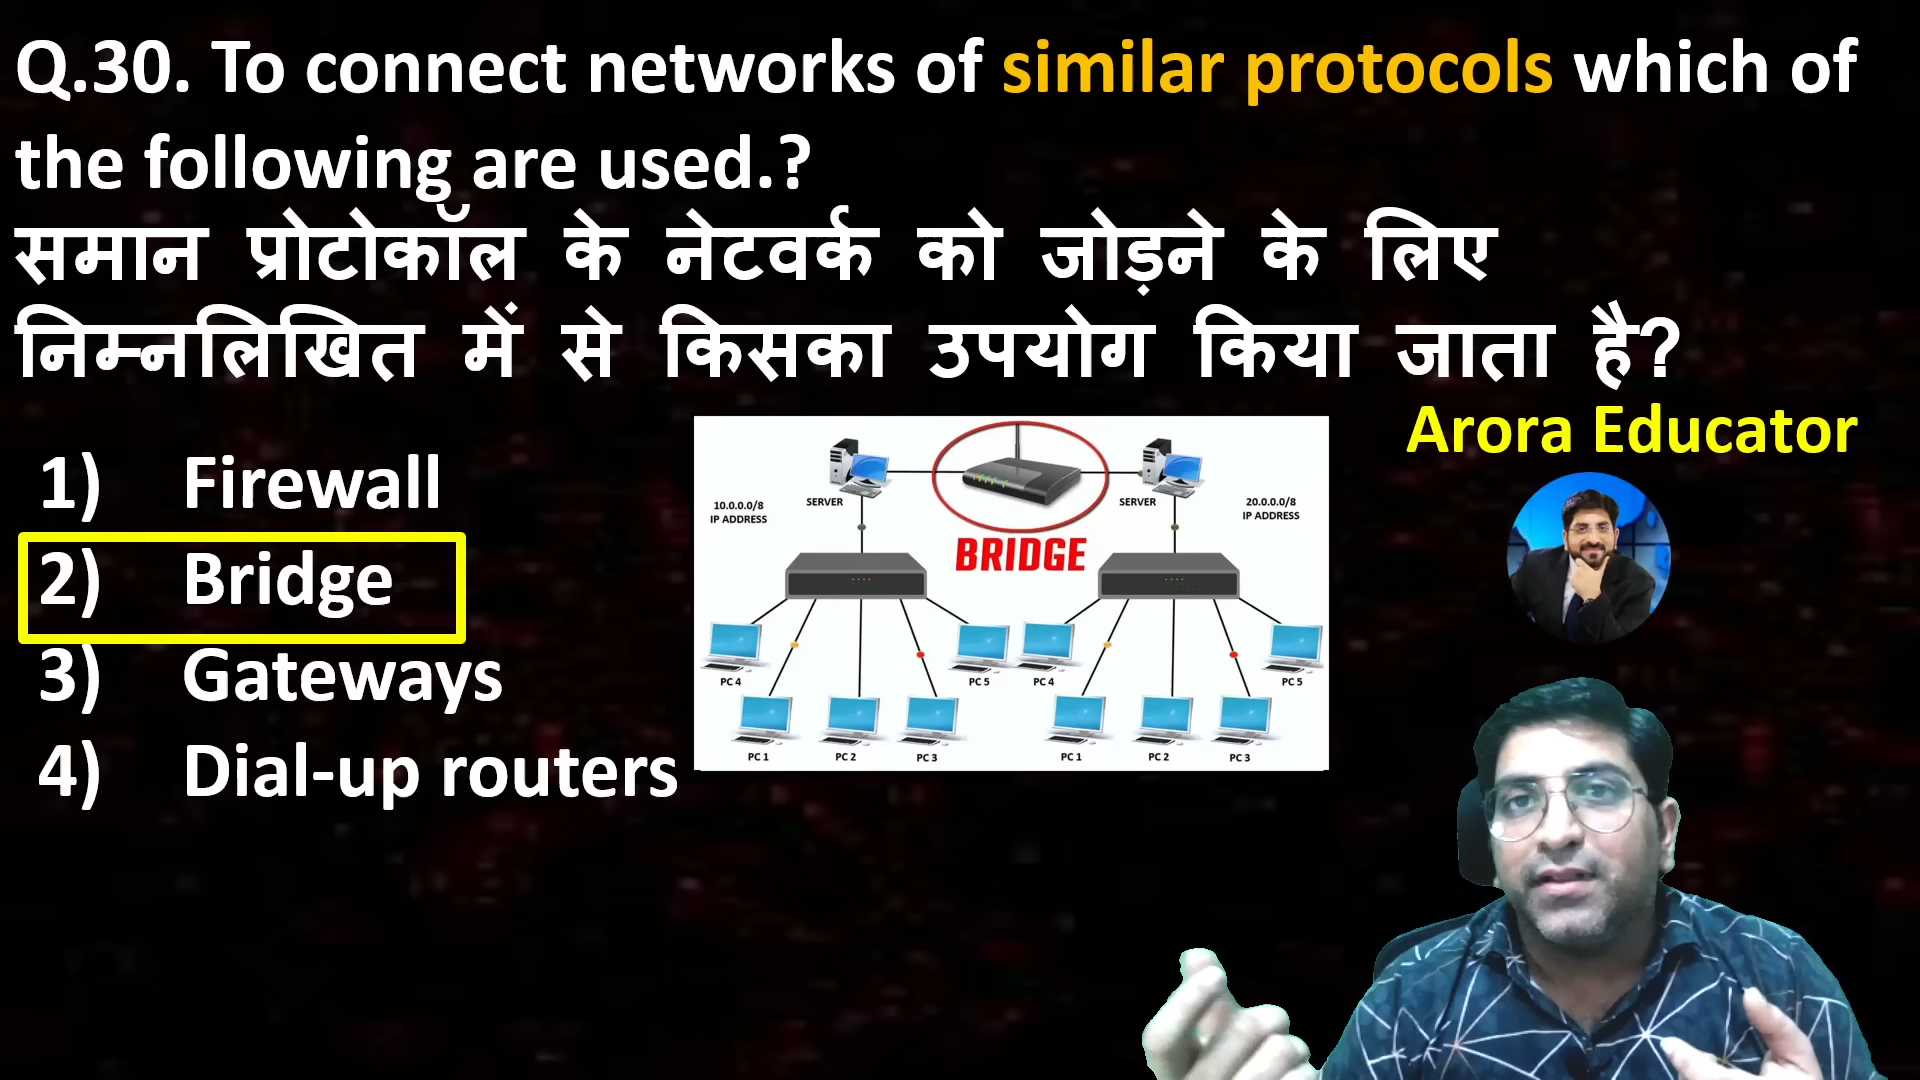 Q.30. To connect networks of similar protocols which of
the following are used.?
समान प्रोटोकॉल के नेटवर्क को जोड़ने के लिए
निम्नलिखित में से किसका उपयोग किया जाता है?
Arora Educator
1) Firewall
2) Bridge
3) Gateways
4) Dial-up routers
SERVER
SERVER
10.0.0.0/8
IP ADDRESS
20.0.0.0/8
IP ADDRESS
BRIDGE
PC 4
PC 5
PC 4
PC 5
PC 1
PC 2
PC 3
PC 1
PC 2
PC 3